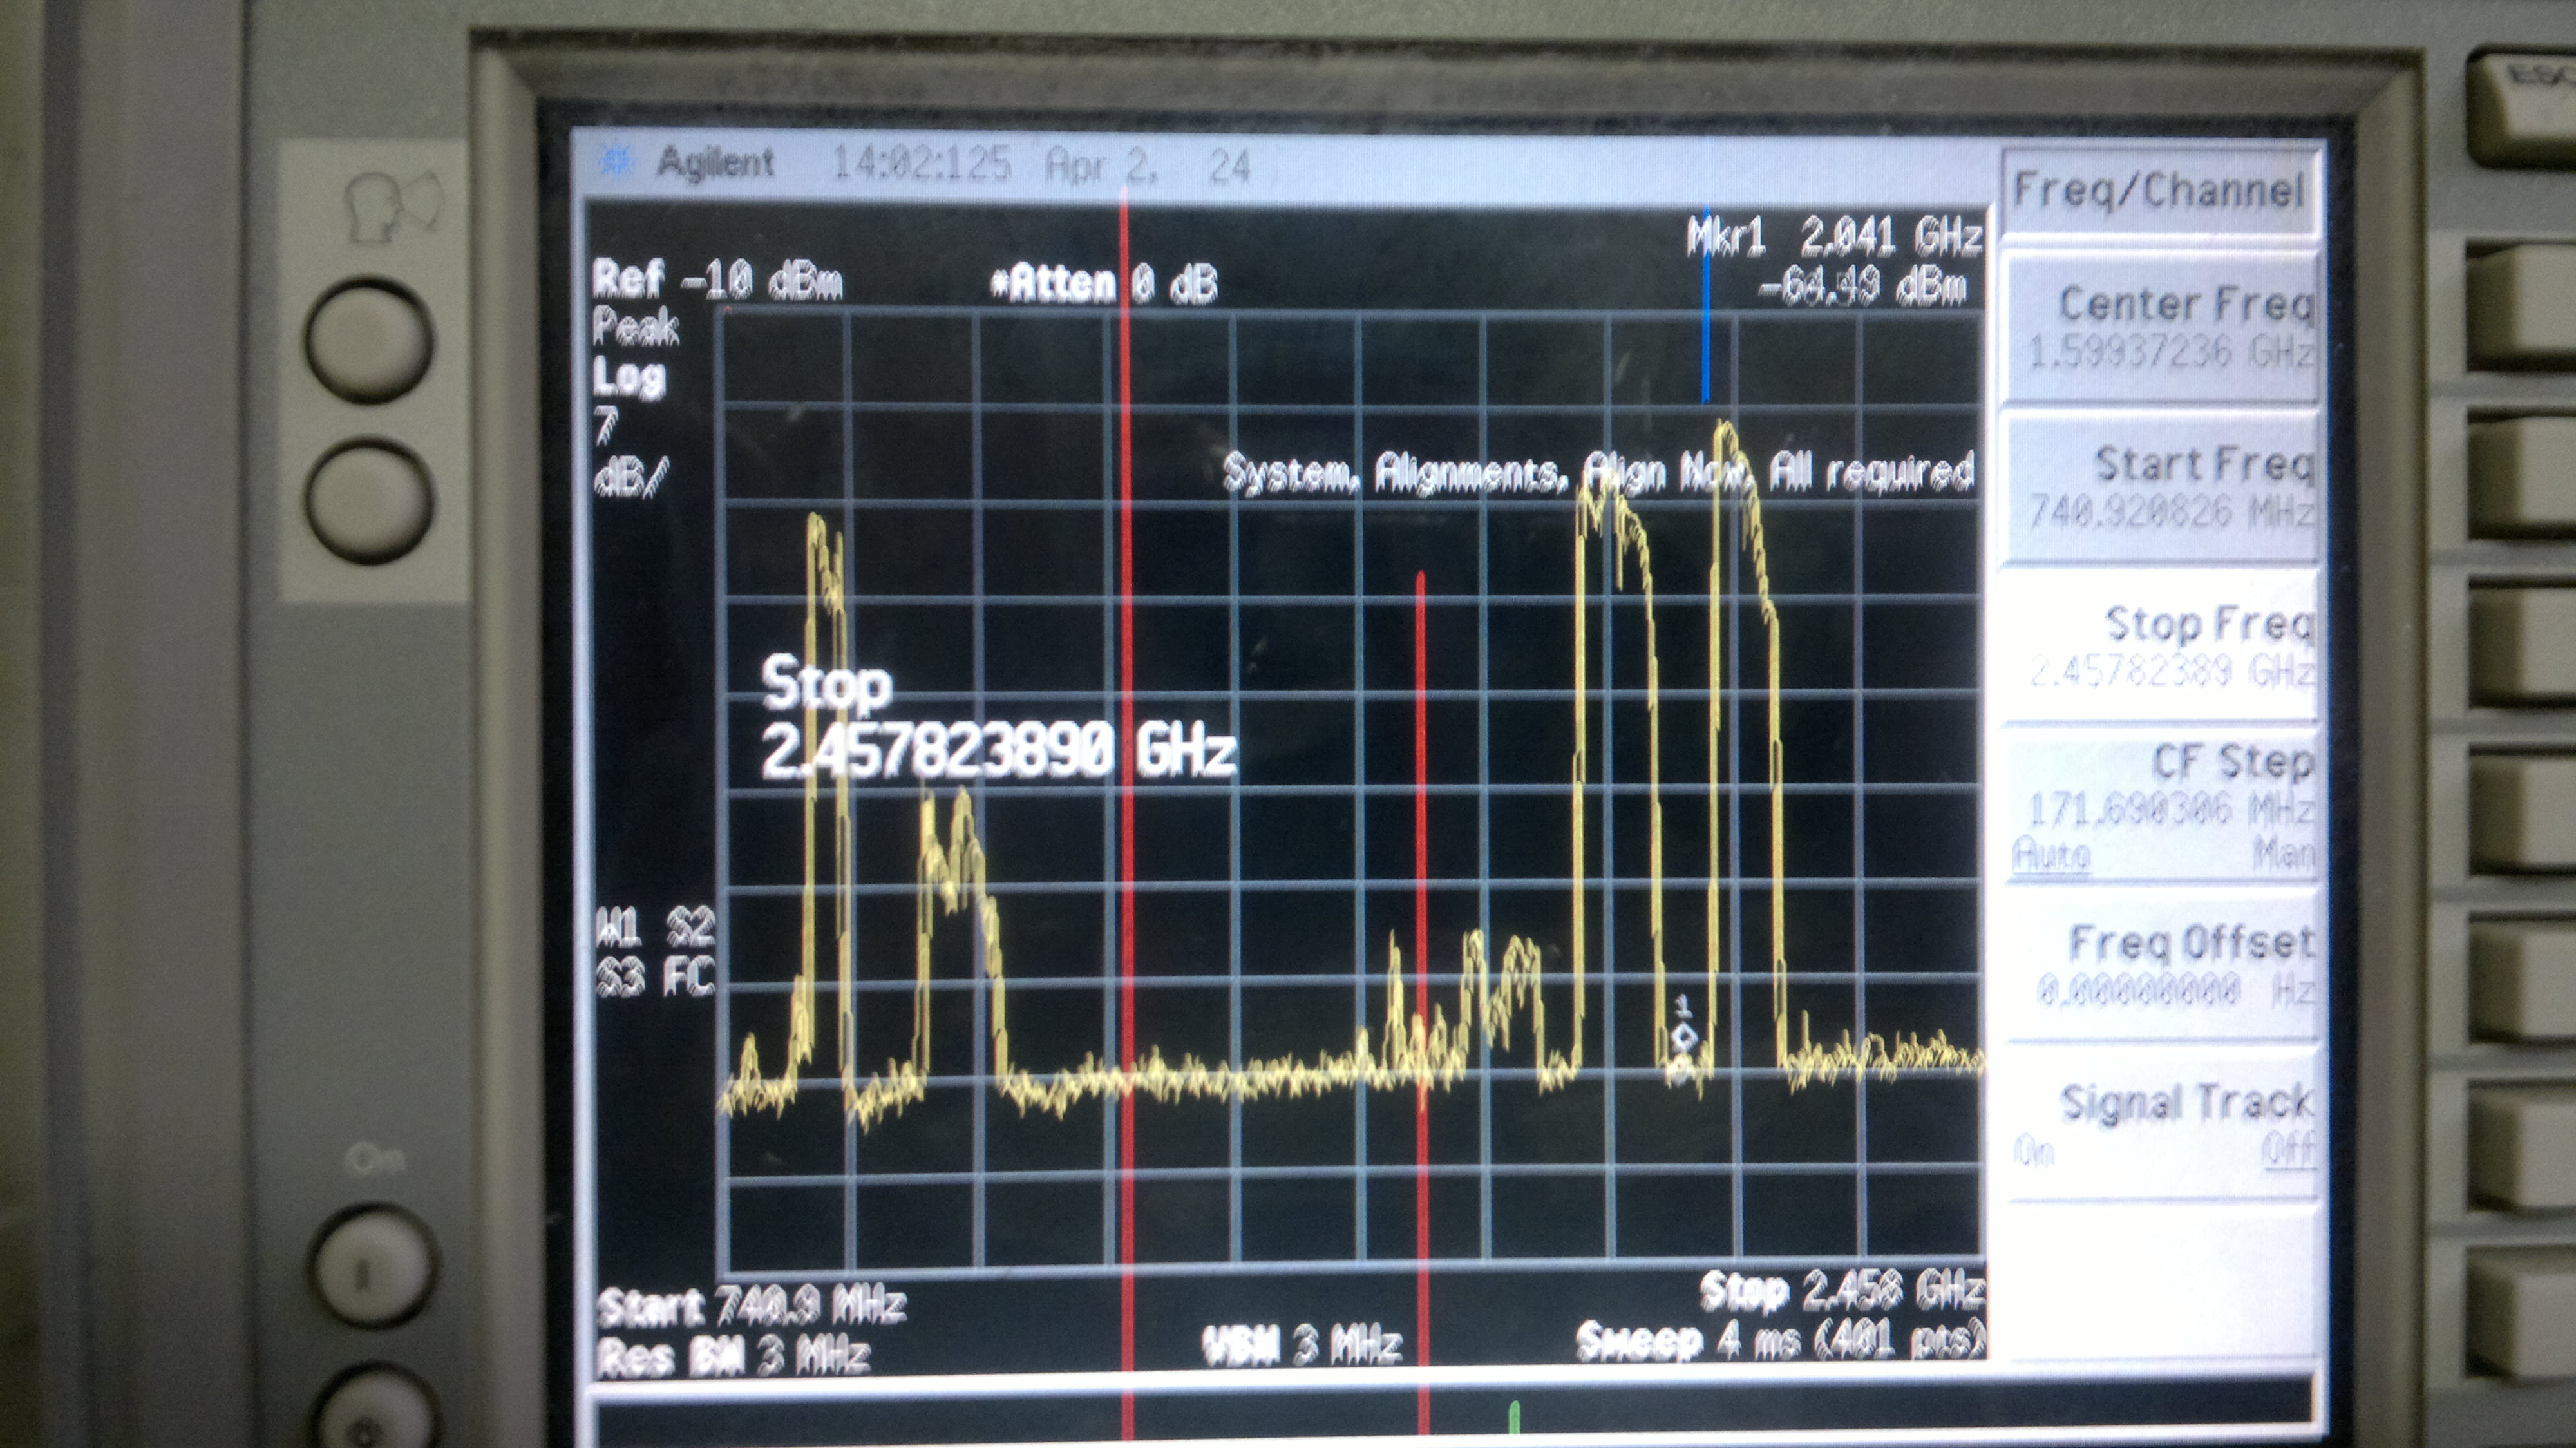 ESC
Agilent 14:02:125 Apr 2, 24
Freq/Channel
Mkr1 2.041 GHz
Ref -10 dBm *Atten 0 dB
dBm
Peak
Log
7
dB/
System, Alignments, Align Now, All required
Center Freq
1.59937236 GHz
Start Freq
740.920826 MHz
Stop Freq
2.45782389 GHz
Stop
2.457823890 GHz
CF Step
171.690306 MHz
Auto Man
W1 S2
S3 FC
Freq Offset
0.00000000 Hz
1
Signal Track
On Off
On
Start 740.9 MHz Stop 2.458 GHz
Res BW 3 MHz VBW 3 MHz Sweep 4 ms (401 pts)